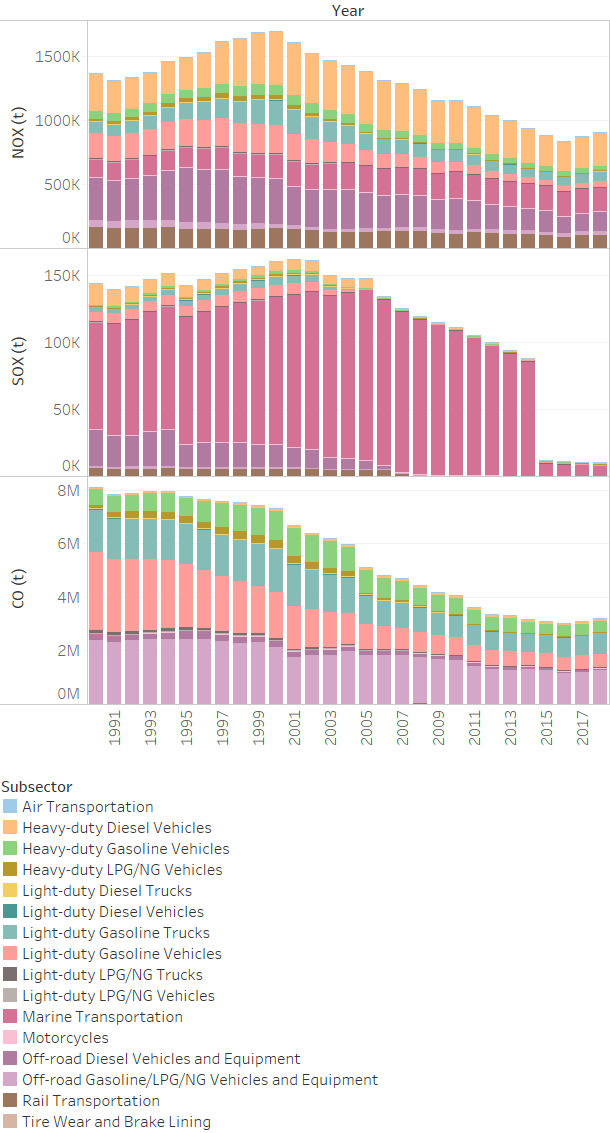 Year
NOX (t)
1500K
1000K
500K
0K
SOX (t)
150K
100K
50K
0K
CO (t)
8M
6M
4M
2M
0M
1991
1993
1995
1997
1999
2001
2003
2005
2007
2009
2011
2013
2015
2017
Subsector
Air Transportation
Heavy-duty Diesel Vehicles
Heavy-duty Gasoline Vehicles
Heavy-duty LPG/NG Vehicles
Light-duty Diesel Trucks
Light-duty Diesel Vehicles
Light-duty Gasoline Trucks
Light-duty Gasoline Vehicles
Light-duty LPG/NG Trucks
Light-duty LPG/NG Vehicles
Marine Transportation
Motorcycles
Off-road Diesel Vehicles and Equipment
Off-road Gasoline/LPG/NG Vehicles and Equipment
Rail Transportation
Tire Wear and Brake Lining